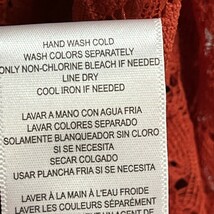 HAND WASH COLD
WASH COLORS SEPARATELY
ONLY NON-CHLORINE BLEACH IF NEEDED
LINE DRY
COOL IRON IF NEEDED
LAVAR A MANO CON AGUA FRIA
LAVAR COLORES SEPARADO
SOLAMENTE BLANQUEADOR SIN CLORO
SI ES NECESITA
SECAR COLGADO
USAR PLANCHA FRIA SI ES NECESITA
LAVER À LA MAIN À L'EAU FROIDE
LAVER LES COULEURS SÉPARÉMENT